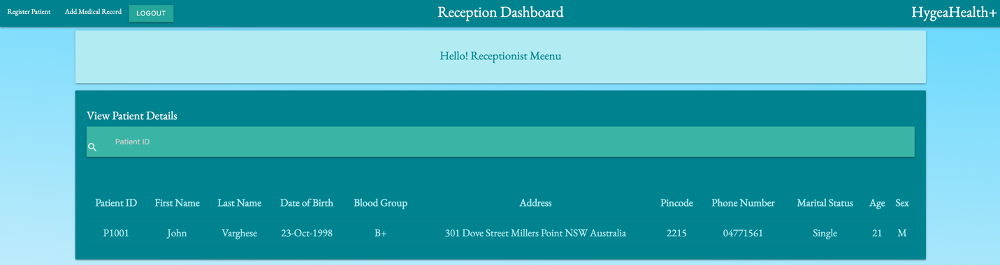 Register Patient Add Medical Record LOGOUT Reception Dashboard HygeaHealth+
Hello! Receptionist Meenu
View Patient Details
Patient ID
Patient ID First Name Last Name Date of Birth Blood Group Address Pincode Phone Number Marital Status Age Sex
P1001 John Varghese 23-Oct-1998 B+ 301 Dove Street Millers Point NSW Australia 2215 04771561 Single 21 M